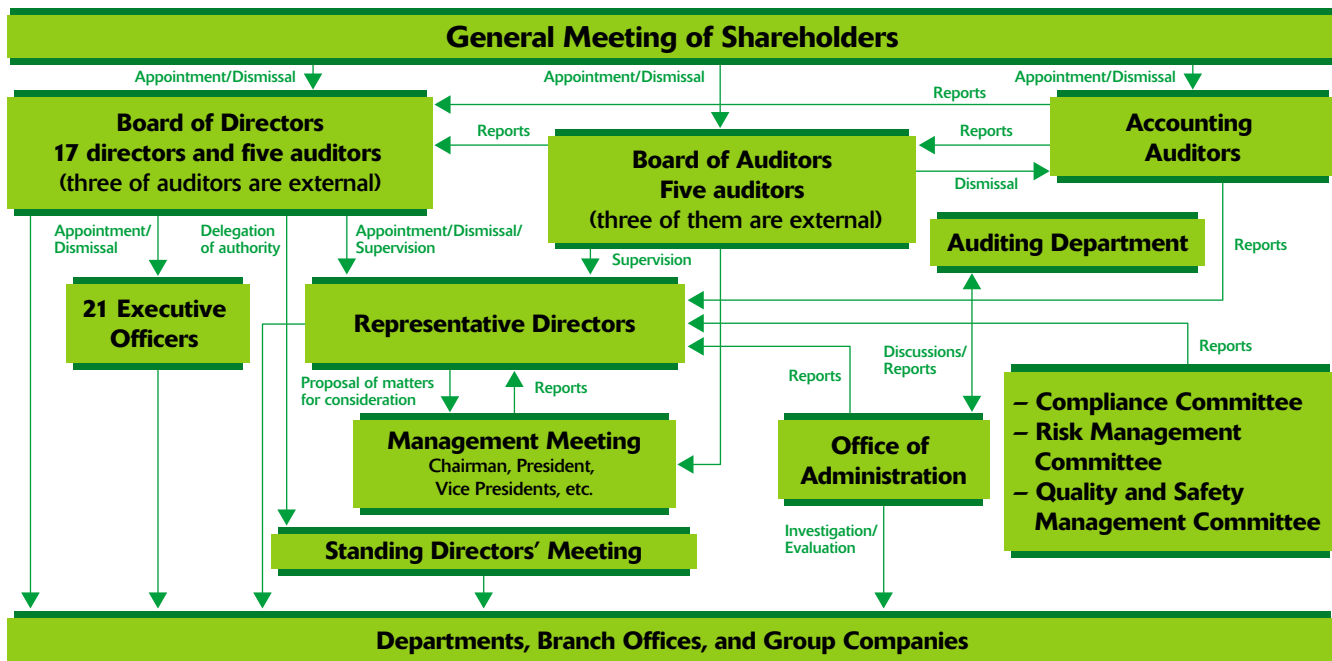 General Meeting of Shareholders
Appointment/Dismissal
Appointment/Dismissal
Appointment/Dismissal
Board of Directors
17 directors and five auditors
(three of auditors are external)
Reports
Reports
Reports
Board of Auditors
Five auditors
(three of them are external)
Accounting
Auditors
Dismissal
Appointment/
Dismissal
Delegation
of authority
Appointment/Dismissal/
Supervision
Supervision
Auditing Department
Reports
21 Executive
Officers
Representative Directors
Proposal of matters
for consideration
Reports
Reports
Discussions/
Reports
Reports
Management Meeting
Chairman, President,
Vice Presidents, etc.
Office of
Administration
– Compliance Committee
– Risk Management
Committee
– Quality and Safety
Management Committee
Investigation/
Evaluation
Standing Directors’ Meeting
Departments, Branch Offices, and Group Companies